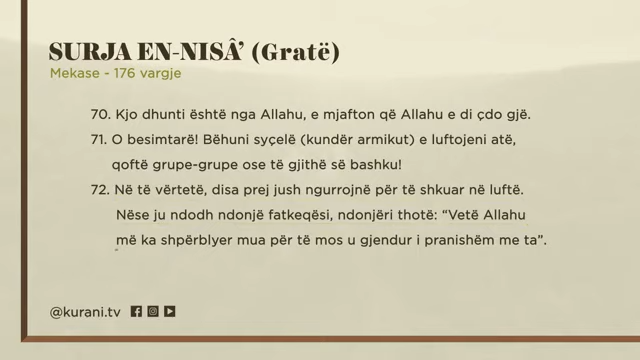 SURJA EN-NISÂ’ (Gratë)
Mekase - 176 vargje
70. Kjo dhunti është nga Allahu, e mjafton që Allahu e di çdo gjë.
71. O besimtarë! Bëhuni syçelë (kundër armikut) e luftojeni atë,
qoftë grupe-grupe ose të gjithë së bashku!
72. Në të vërtetë, disa prej jush ngurrojnë për të shkuar në luftë.
Nëse ju ndodh ndonjë fatkeqësi, ndonjëri thotë: “Vetë Allahu
më ka shpërblyer mua për të mos u gjendur i pranishëm me ta”.
@kurani.tv